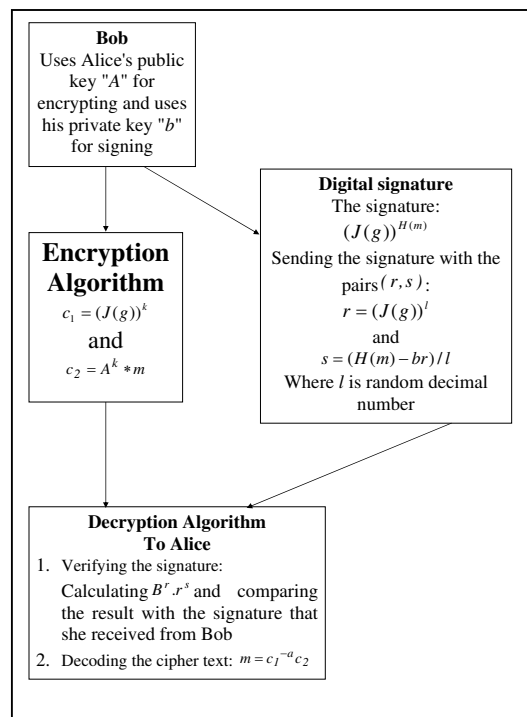 Bob
Uses Alice's public
key "A" for
encrypting and uses
his private key "b"
for signing
Encryption
Algorithm
c₁ = (J(g))ᵏ
and
c₂ = Aᵏ * m
Digital signature
The signature:
(J(g))^{H(m)}
Sending the signature with the
pairs (r, s) :
r = (J(g))^l
and
s = (H(m) − br) / l
Where l is random decimal
number
Decryption Algorithm
To Alice
1. Verifying the signature:
Calculating B^r . r^s and comparing
the result with the signature that
she received from Bob
2. Decoding the cipher text: m = c₁^{−a} c₂